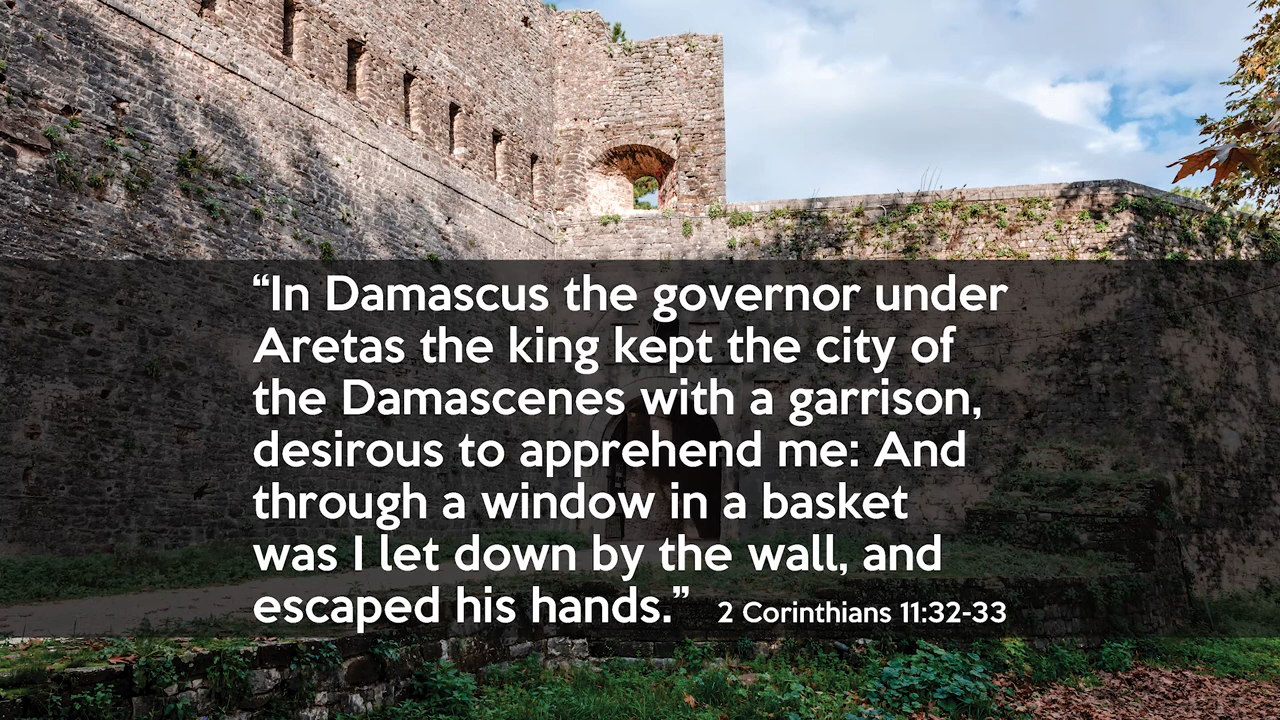 “In Damascus the governor under
Aretas the king kept the city of
the Damascenes with a garrison,
desirous to apprehend me: And
through a window in a basket
was I let down by the wall, and
escaped his hands.” 2 Corinthians 11:32-33